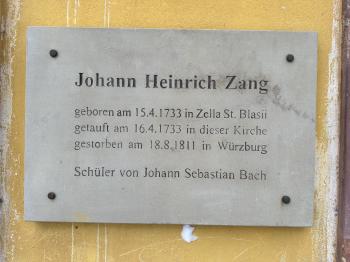 Johann Heinrich Zang
geboren am 15.4.1733 in Zella St. Blasii
getauft am 16.4.1733 in dieser Kirche
gestorben am 18.8.1811 in Würzburg
Schüler von Johann Sebastian Bach